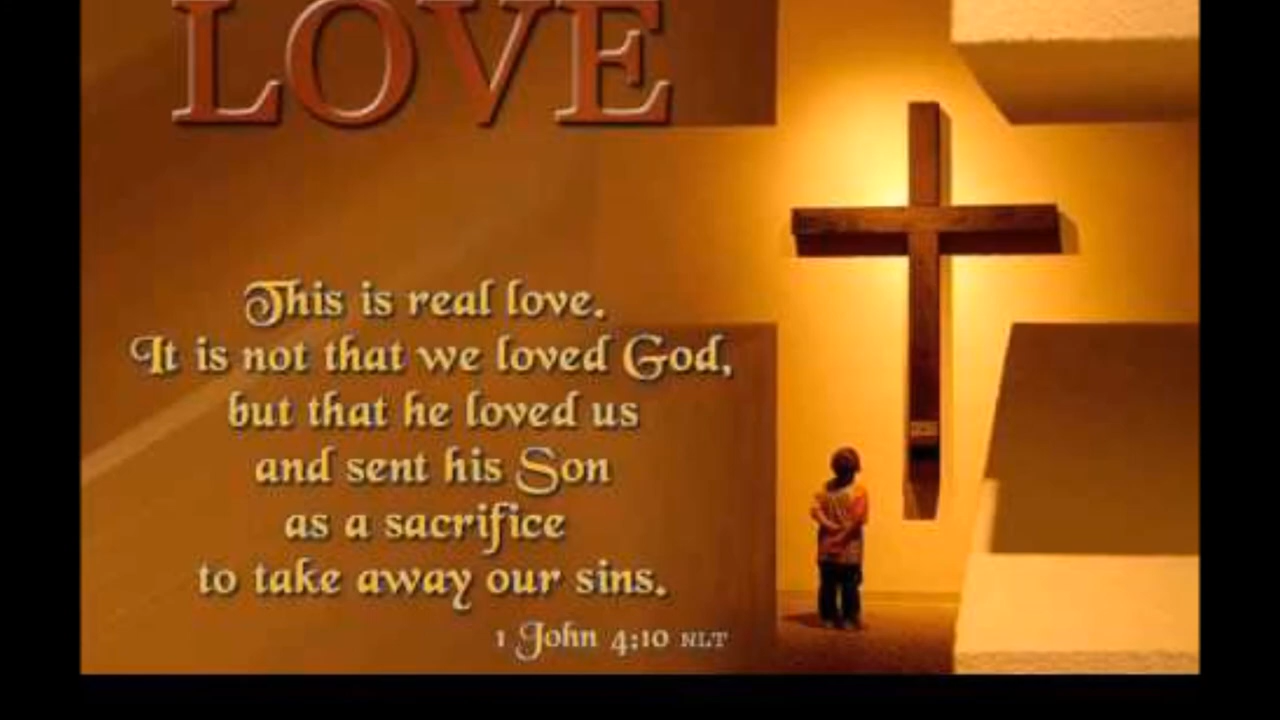 LOVE
This is real love.
It is not that we loved God,
but that he loved us
and sent his Son
as a sacrifice
to take away our sins.
1 John 4:10 NLT